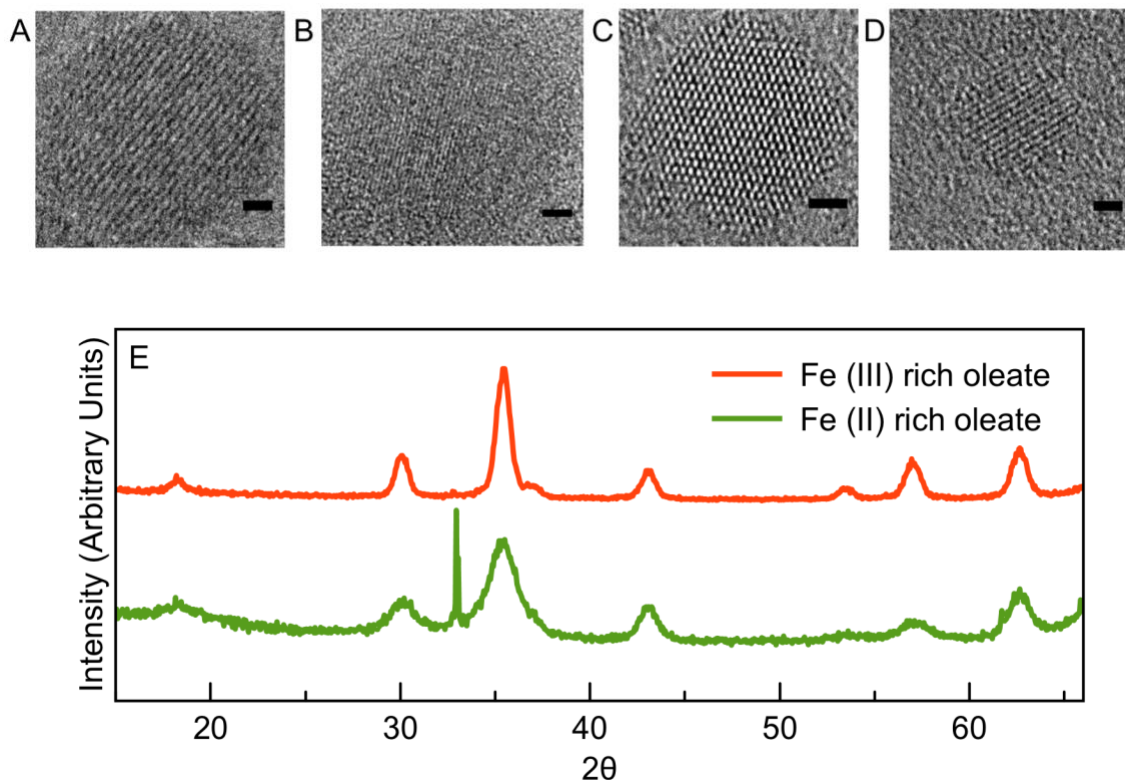 A
B
C
D
E
Fe (III) rich oleate
Fe (II) rich oleate
Intensity (Arbitrary Units)
20 30 40 50 60
2θ